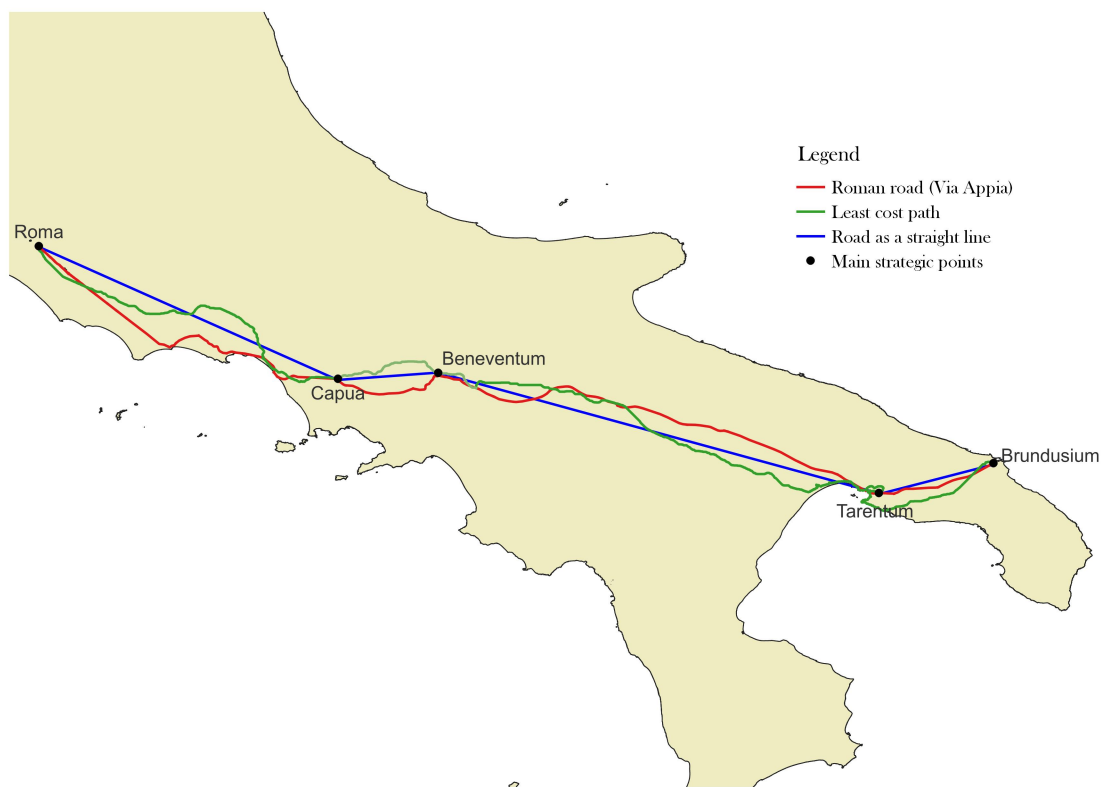 Legend
Roman road (Via Appia)
Least cost path
Road as a straight line
Main strategic points
Roma
Capua
Beneventum
Tarentum
Brundusium